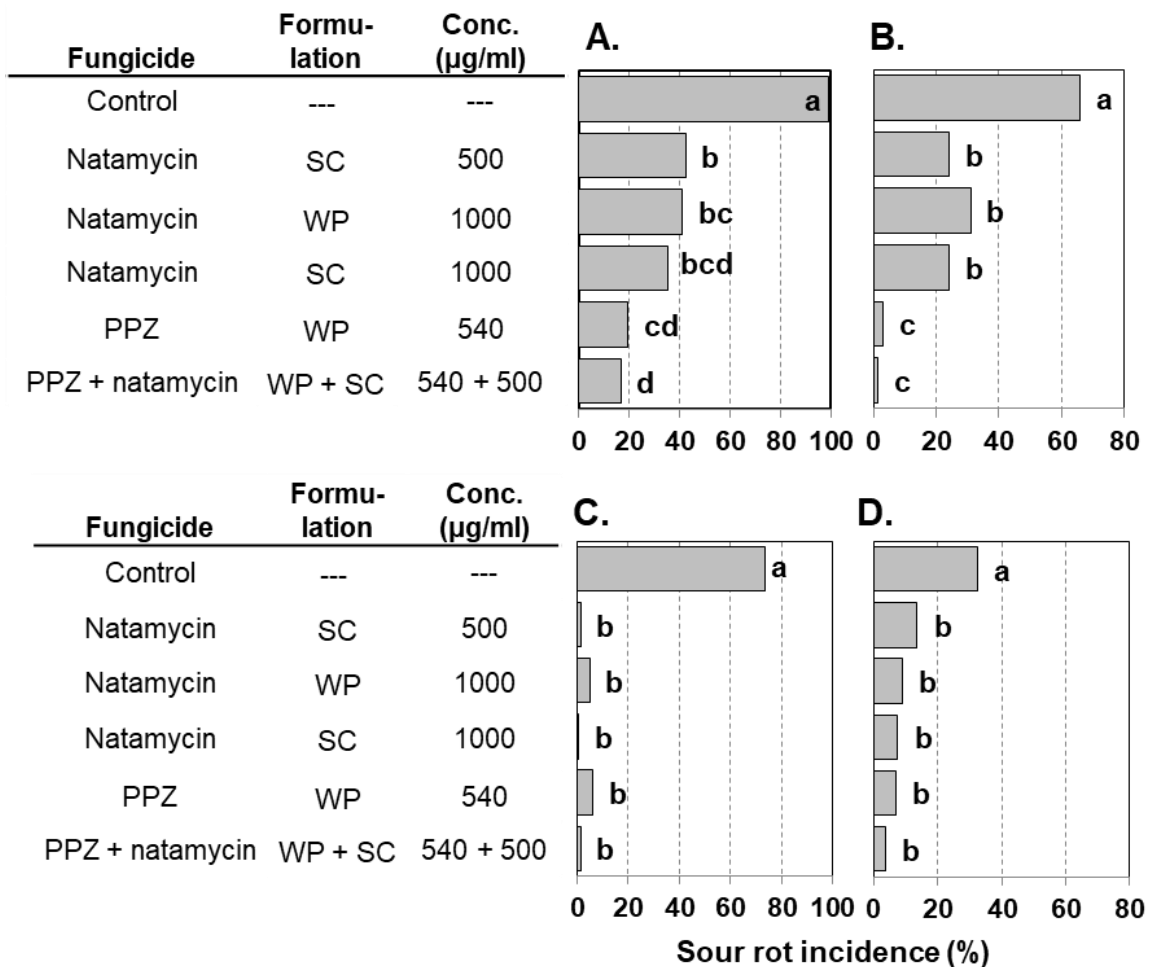 Formu- Conc. A. B.
Fungicide lation (µg/ml)
Control --- --- a a
Natamycin SC 500 b b
Natamycin WP 1000 bc b
Natamycin SC 1000 bcd b
PPZ WP 540 cd c
PPZ + natamycin WP + SC 540 + 500 d c
0 20 40 60 80 100 0 20 40 60 80
Formu- Conc. C. D.
Fungicide lation (µg/ml)
Control --- --- a a
Natamycin SC 500 b b
Natamycin WP 1000 b b
Natamycin SC 1000 b b
PPZ WP 540 b b
PPZ + natamycin WP + SC 540 + 500 b b
0 20 40 60 80 100 0 20 40 60 80
Sour rot incidence (%)